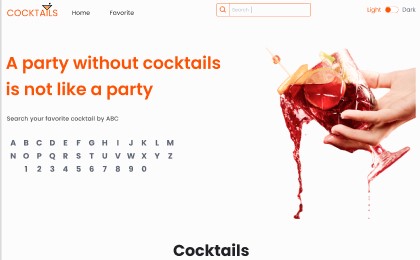 COCKTAILS
Home
Favorite
Search
Light
Dark
A party without cocktails
is not like a party
Search your favorite cocktail by ABC
A B C D E F G H I J K L M
N O P Q R S T U V W X Y Z
1 2 3 4 5 6 7 8 9 0
Cocktails